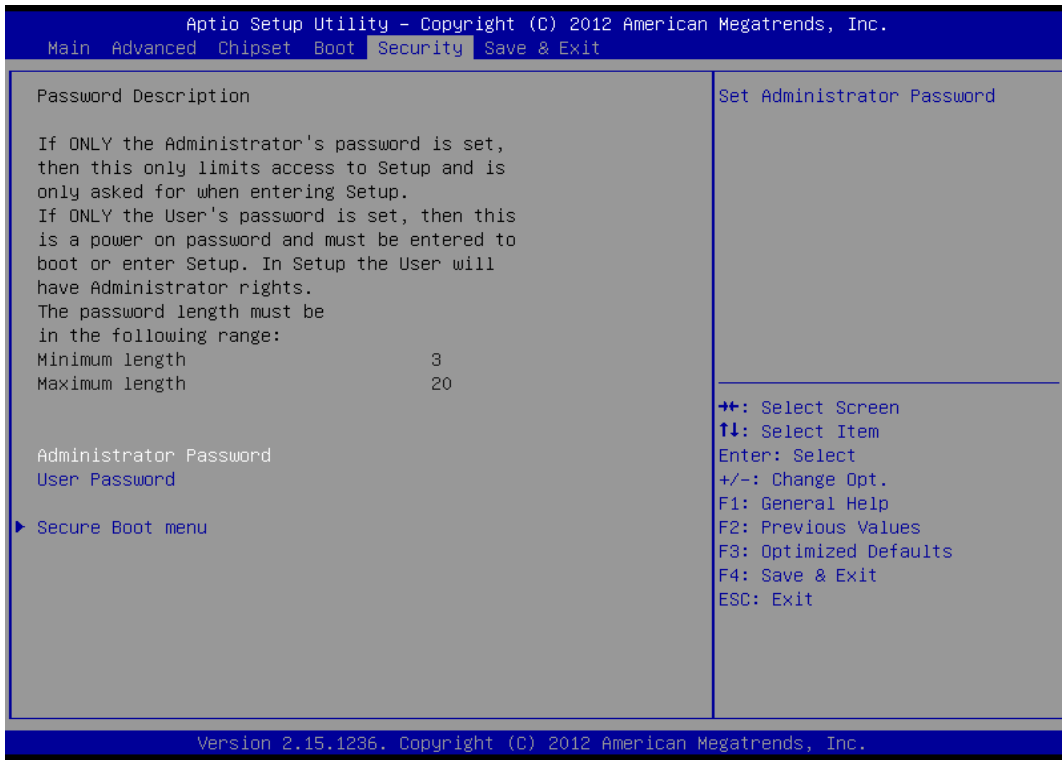 Aptio Setup Utility – Copyright (C) 2012 American Megatrends, Inc.
Main Advanced Chipset Boot Security Save & Exit
Password Description
If ONLY the Administrator's password is set,
then this only limits access to Setup and is
only asked for when entering Setup.
If ONLY the User's password is set, then this
is a power on password and must be entered to
boot or enter Setup. In Setup the User will
have Administrator rights.
The password length must be
in the following range:
Minimum length 3
Maximum length 20
Administrator Password
User Password
Secure Boot menu
Set Administrator Password
→←: Select Screen
↑↓: Select Item
Enter: Select
+/-: Change Opt.
F1: General Help
F2: Previous Values
F3: Optimized Defaults
F4: Save & Exit
ESC: Exit
Version 2.15.1236. Copyright (C) 2012 American Megatrends, Inc.